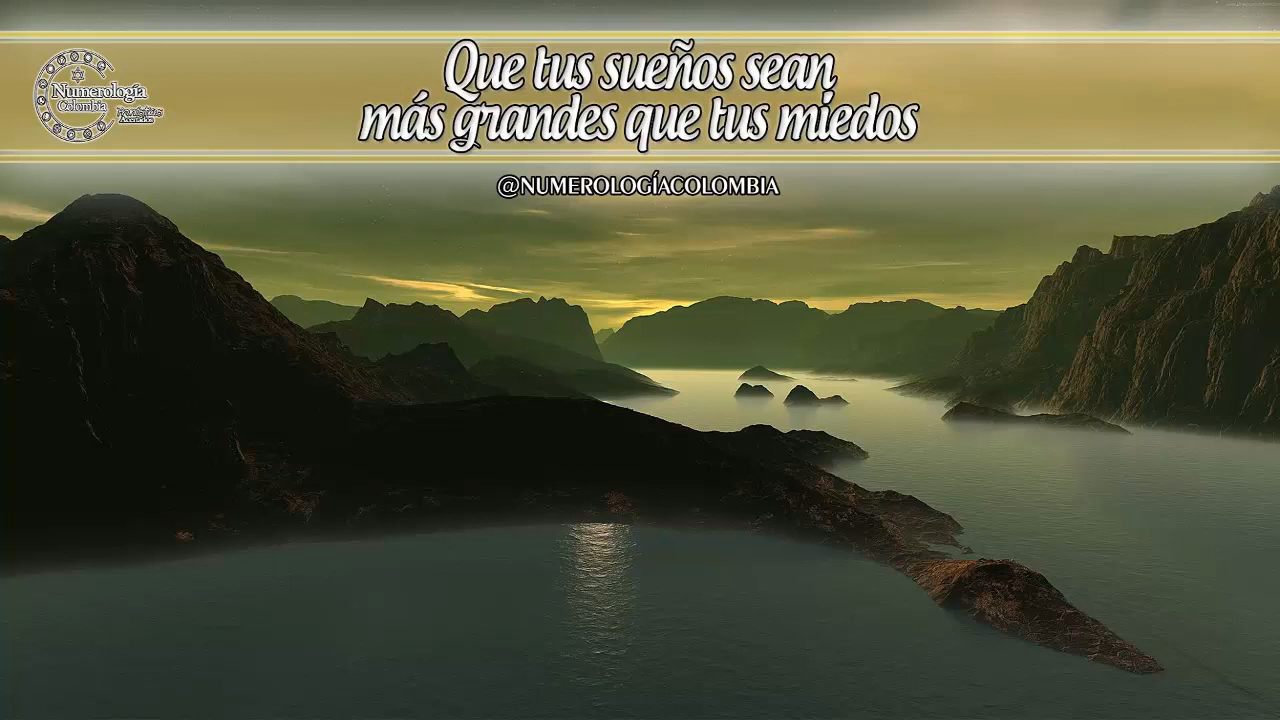 Que tus sueños sean
más grandes que tus miedos
@NUMEROLOGÍACOLOMBIA
Numerología
Colombia